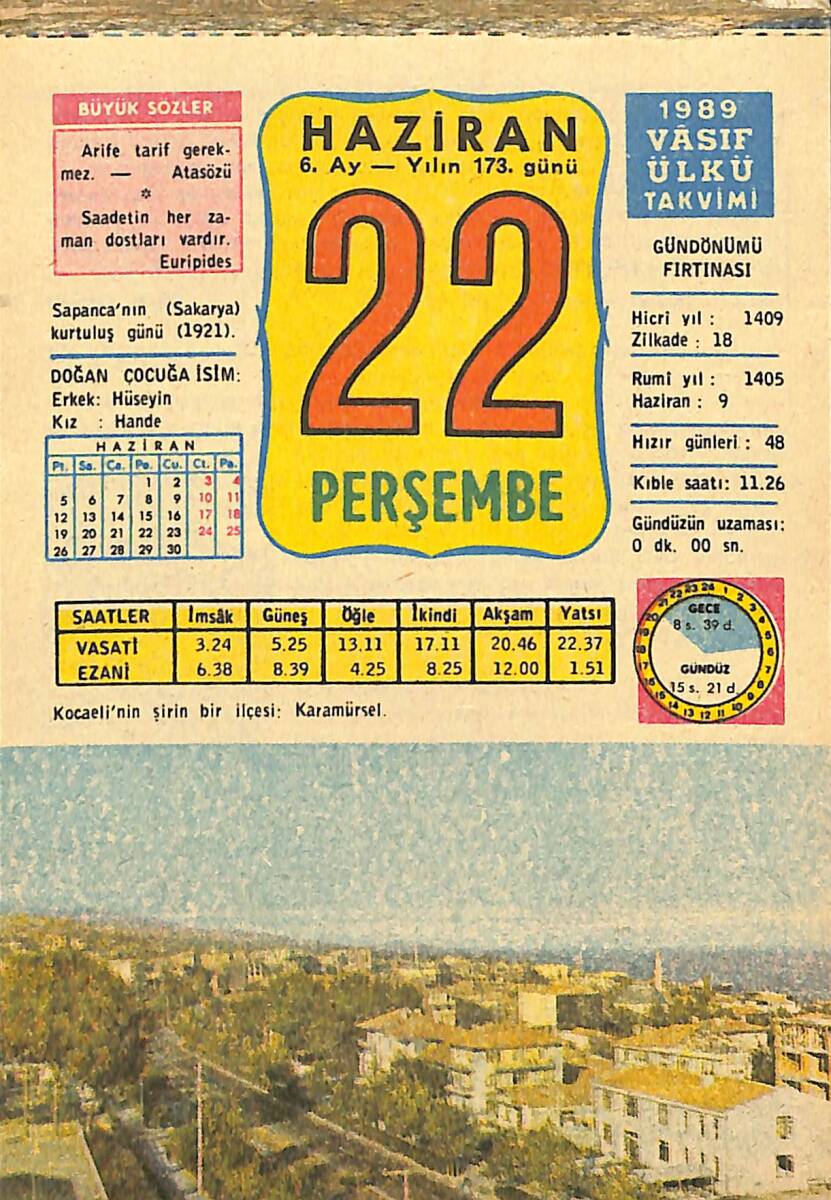 BÜYÜK SÖZLER
Arife tarif gerek-
mez. — Atasözü
✡
Saadetin her za-
man dostları vardır.
Euripides
Sapanca'nın (Sakarya)
kurtuluş günü (1921).
DOĞAN ÇOCUĞA İSİM:
Erkek: Hüseyin
Kız : Hande
HAZİRAN
Pt. Sa. Ça. Pe. Cu. Ct. Pa.
1 2 3 4
5 6 7 8 9 10 11
12 13 14 15 16 17 18
19 20 21 22 23 24 25
26 27 28 29 30
HAZİRAN
6. Ay — Yılın 173. günü
22
PERŞEMBE
1989
VÂSIF
ÜLKÜ
TAKVİMİ
GÜNDÖNÜMÜ
FIRTINASI
Hicri yıl : 1409
Zilkade : 18
Rumî yıl : 1405
Haziran : 9
Hızır günleri : 48
Kıble saati: 11.26
Gündüzün uzaması:
0 dk. 00 sn.
SAATLER İmsâk Güneş Öğle İkindi Akşam Yatsı
VASATİ 3.24 5.25 13.11 17.11 20.46 22.37
EZANİ 6.38 8.39 4.25 8.25 12.00 1.51
GECE
8 s. 39 d.
GÜNDÜZ
15 s. 21 d.
Kocaeli'nin şirin bir ilçesi: Karamürsel.